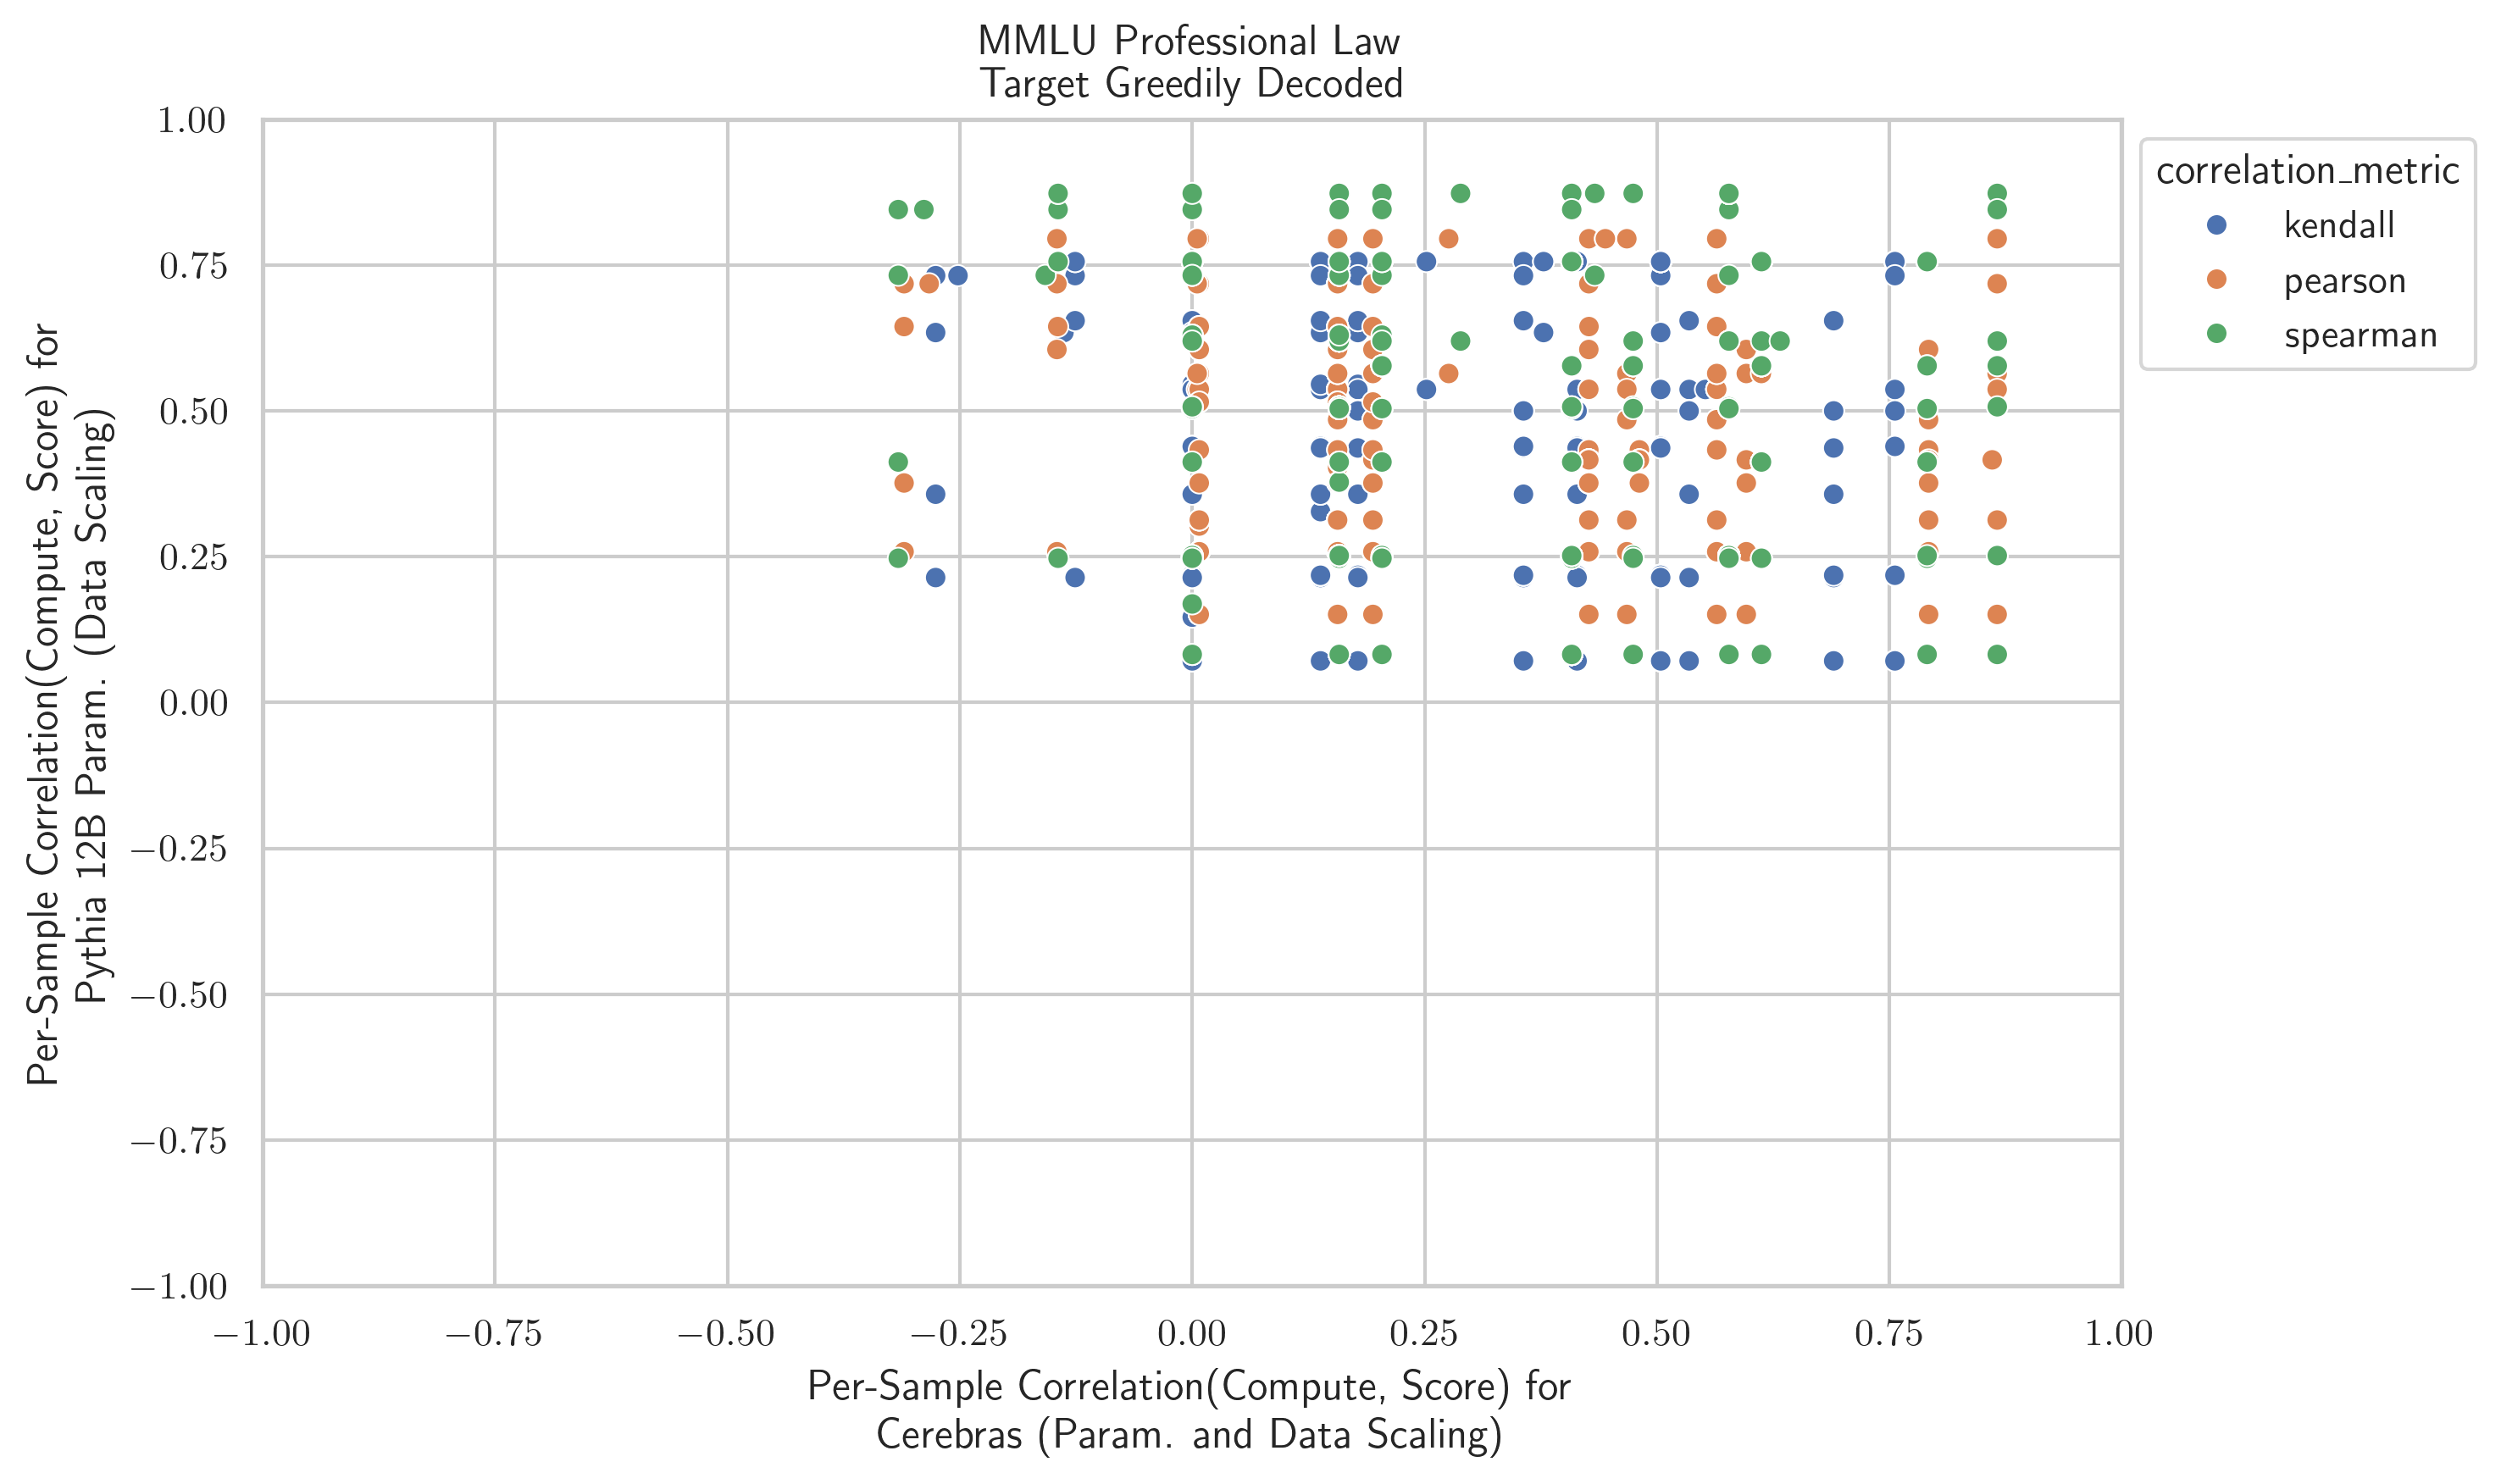 MMLU Professional Law
Target Greedily Decoded
Per-Sample Correlation(Compute, Score) for
Pythia 12B Param. (Data Scaling)
1.00
0.75
0.50
0.25
0.00
−0.25
−0.50
−0.75
−1.00
−1.00 −0.75 −0.50 −0.25 0.00 0.25 0.50 0.75 1.00
Per-Sample Correlation(Compute, Score) for
Cerebras (Param. and Data Scaling)
correlation_metric
kendall
pearson
spearman